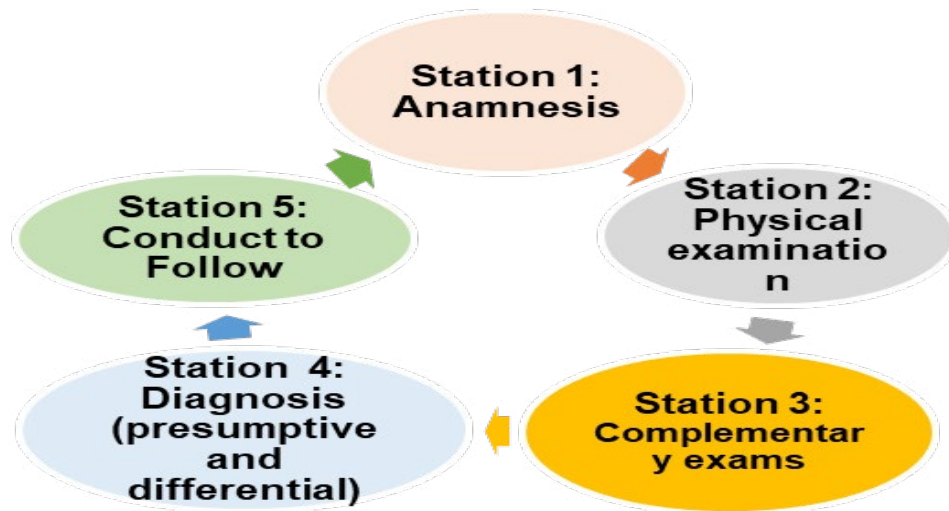 Station 1:
Anamnesis
Station 2:
Physical
examinatio
n
Station 3:
Complementar
y exams
Station 4:
Diagnosis
(presumptive
and
differential)
Station 5:
Conduct to
Follow